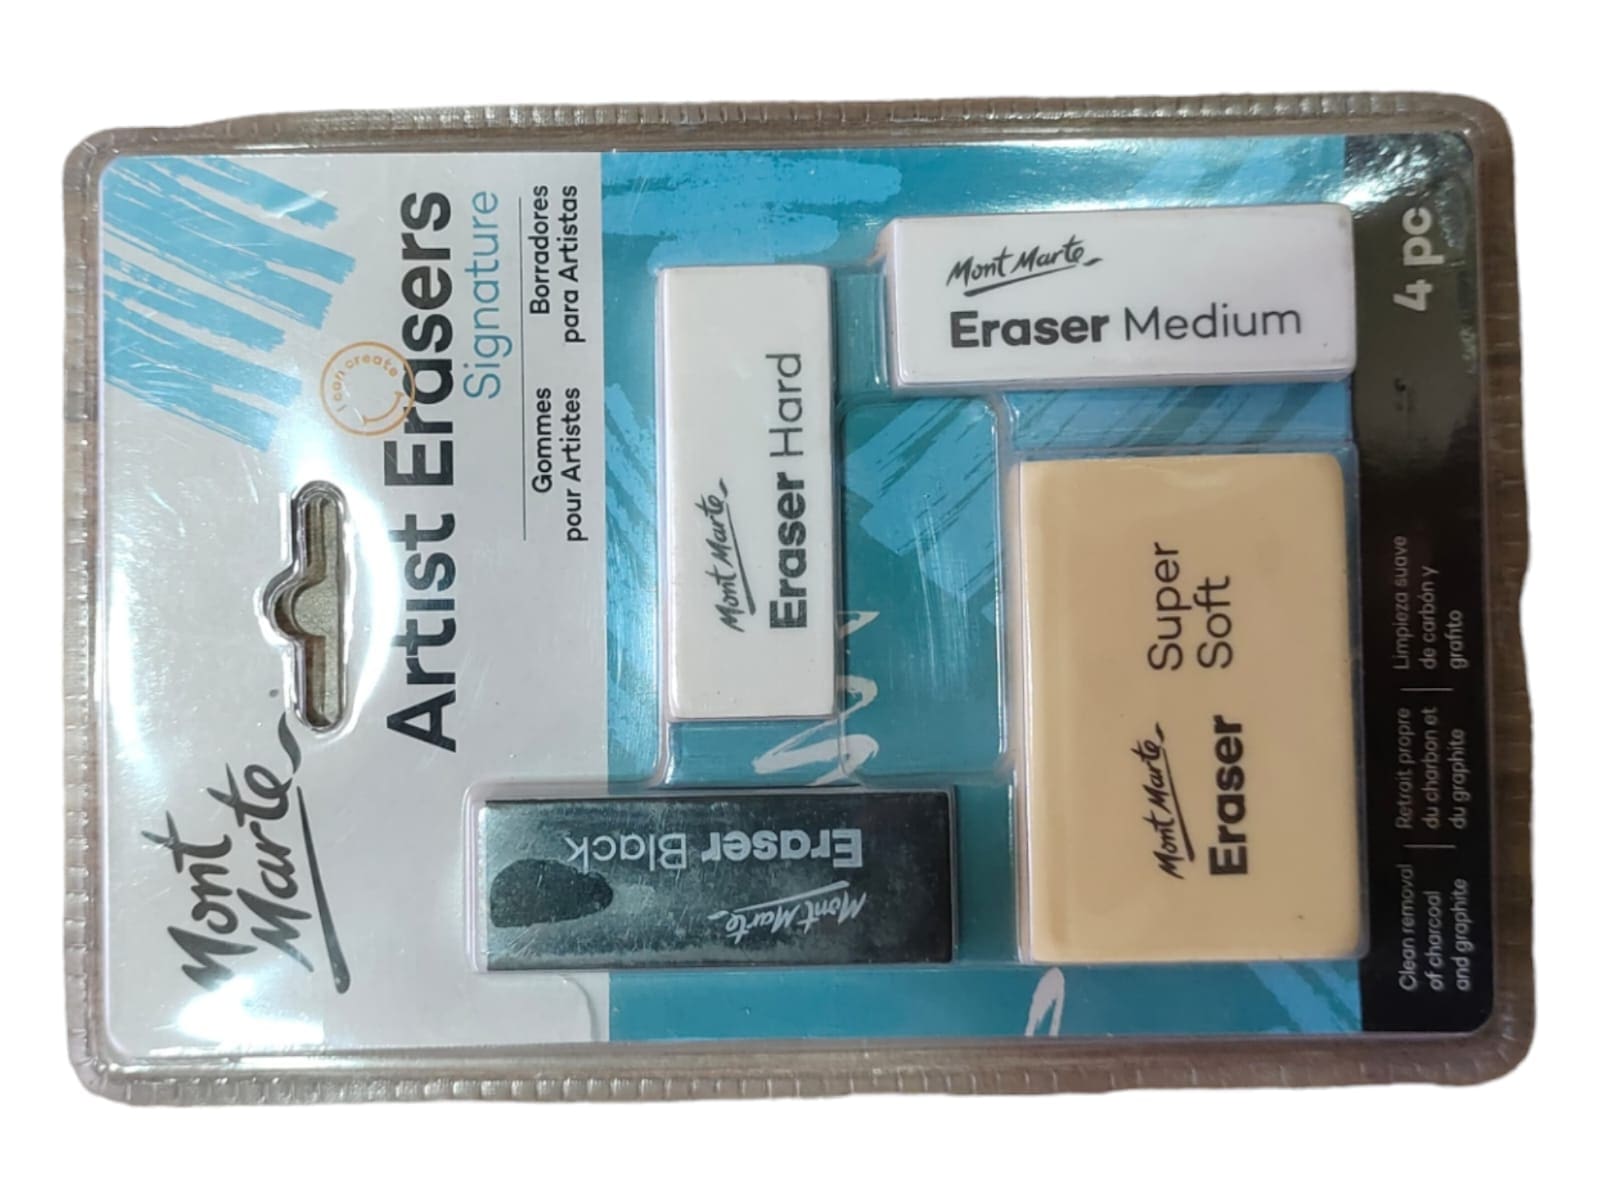 Mont
Marte
I can create
Artist Erasers
Signature
Gommes
pour Artistes
Borradores
para Artistas
Mont Marte
Eraser Hard
Mont Marte
Eraser Medium
Mont Marte
Eraser Black
Mont Marte
Eraser Super
Soft
4 pc
Clean removal
of charcoal
and graphite
Retrait propre
du charbon et
du graphite
Limpieza suave
de carbón y
grafito